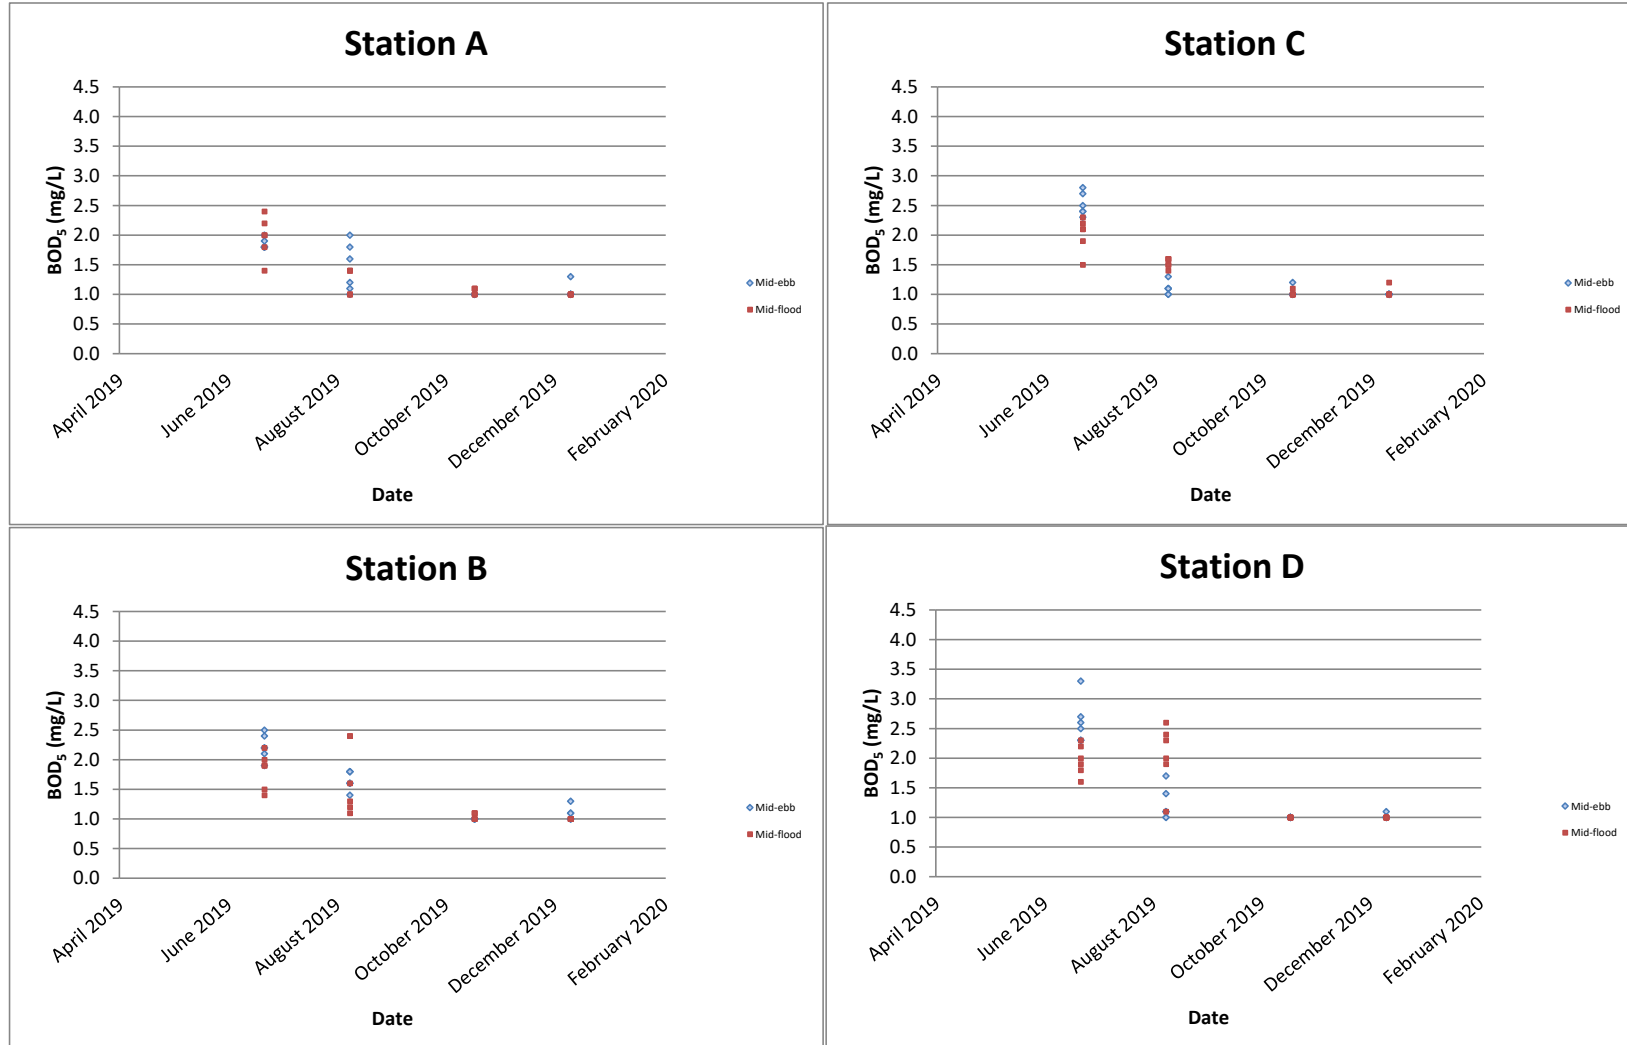 Station A
4.5
4.0
3.5
3.0
2.5
2.0
1.5
1.0
0.5
0.0
BOD₅ (mg/L)
April 2019
June 2019
August 2019
October 2019
December 2019
February 2020
Date
Mid-ebb
Mid-flood
Station C
4.5
4.0
3.5
3.0
2.5
2.0
1.5
1.0
0.5
0.0
BOD₅ (mg/L)
April 2019
June 2019
August 2019
October 2019
December 2019
February 2020
Date
Mid-ebb
Mid-flood
Station B
4.5
4.0
3.5
3.0
2.5
2.0
1.5
1.0
0.5
0.0
BOD₅ (mg/L)
April 2019
June 2019
August 2019
October 2019
December 2019
February 2020
Date
Mid-ebb
Mid-flood
Station D
4.5
4.0
3.5
3.0
2.5
2.0
1.5
1.0
0.5
0.0
BOD₅ (mg/L)
April 2019
June 2019
August 2019
October 2019
December 2019
February 2020
Date
Mid-ebb
Mid-flood